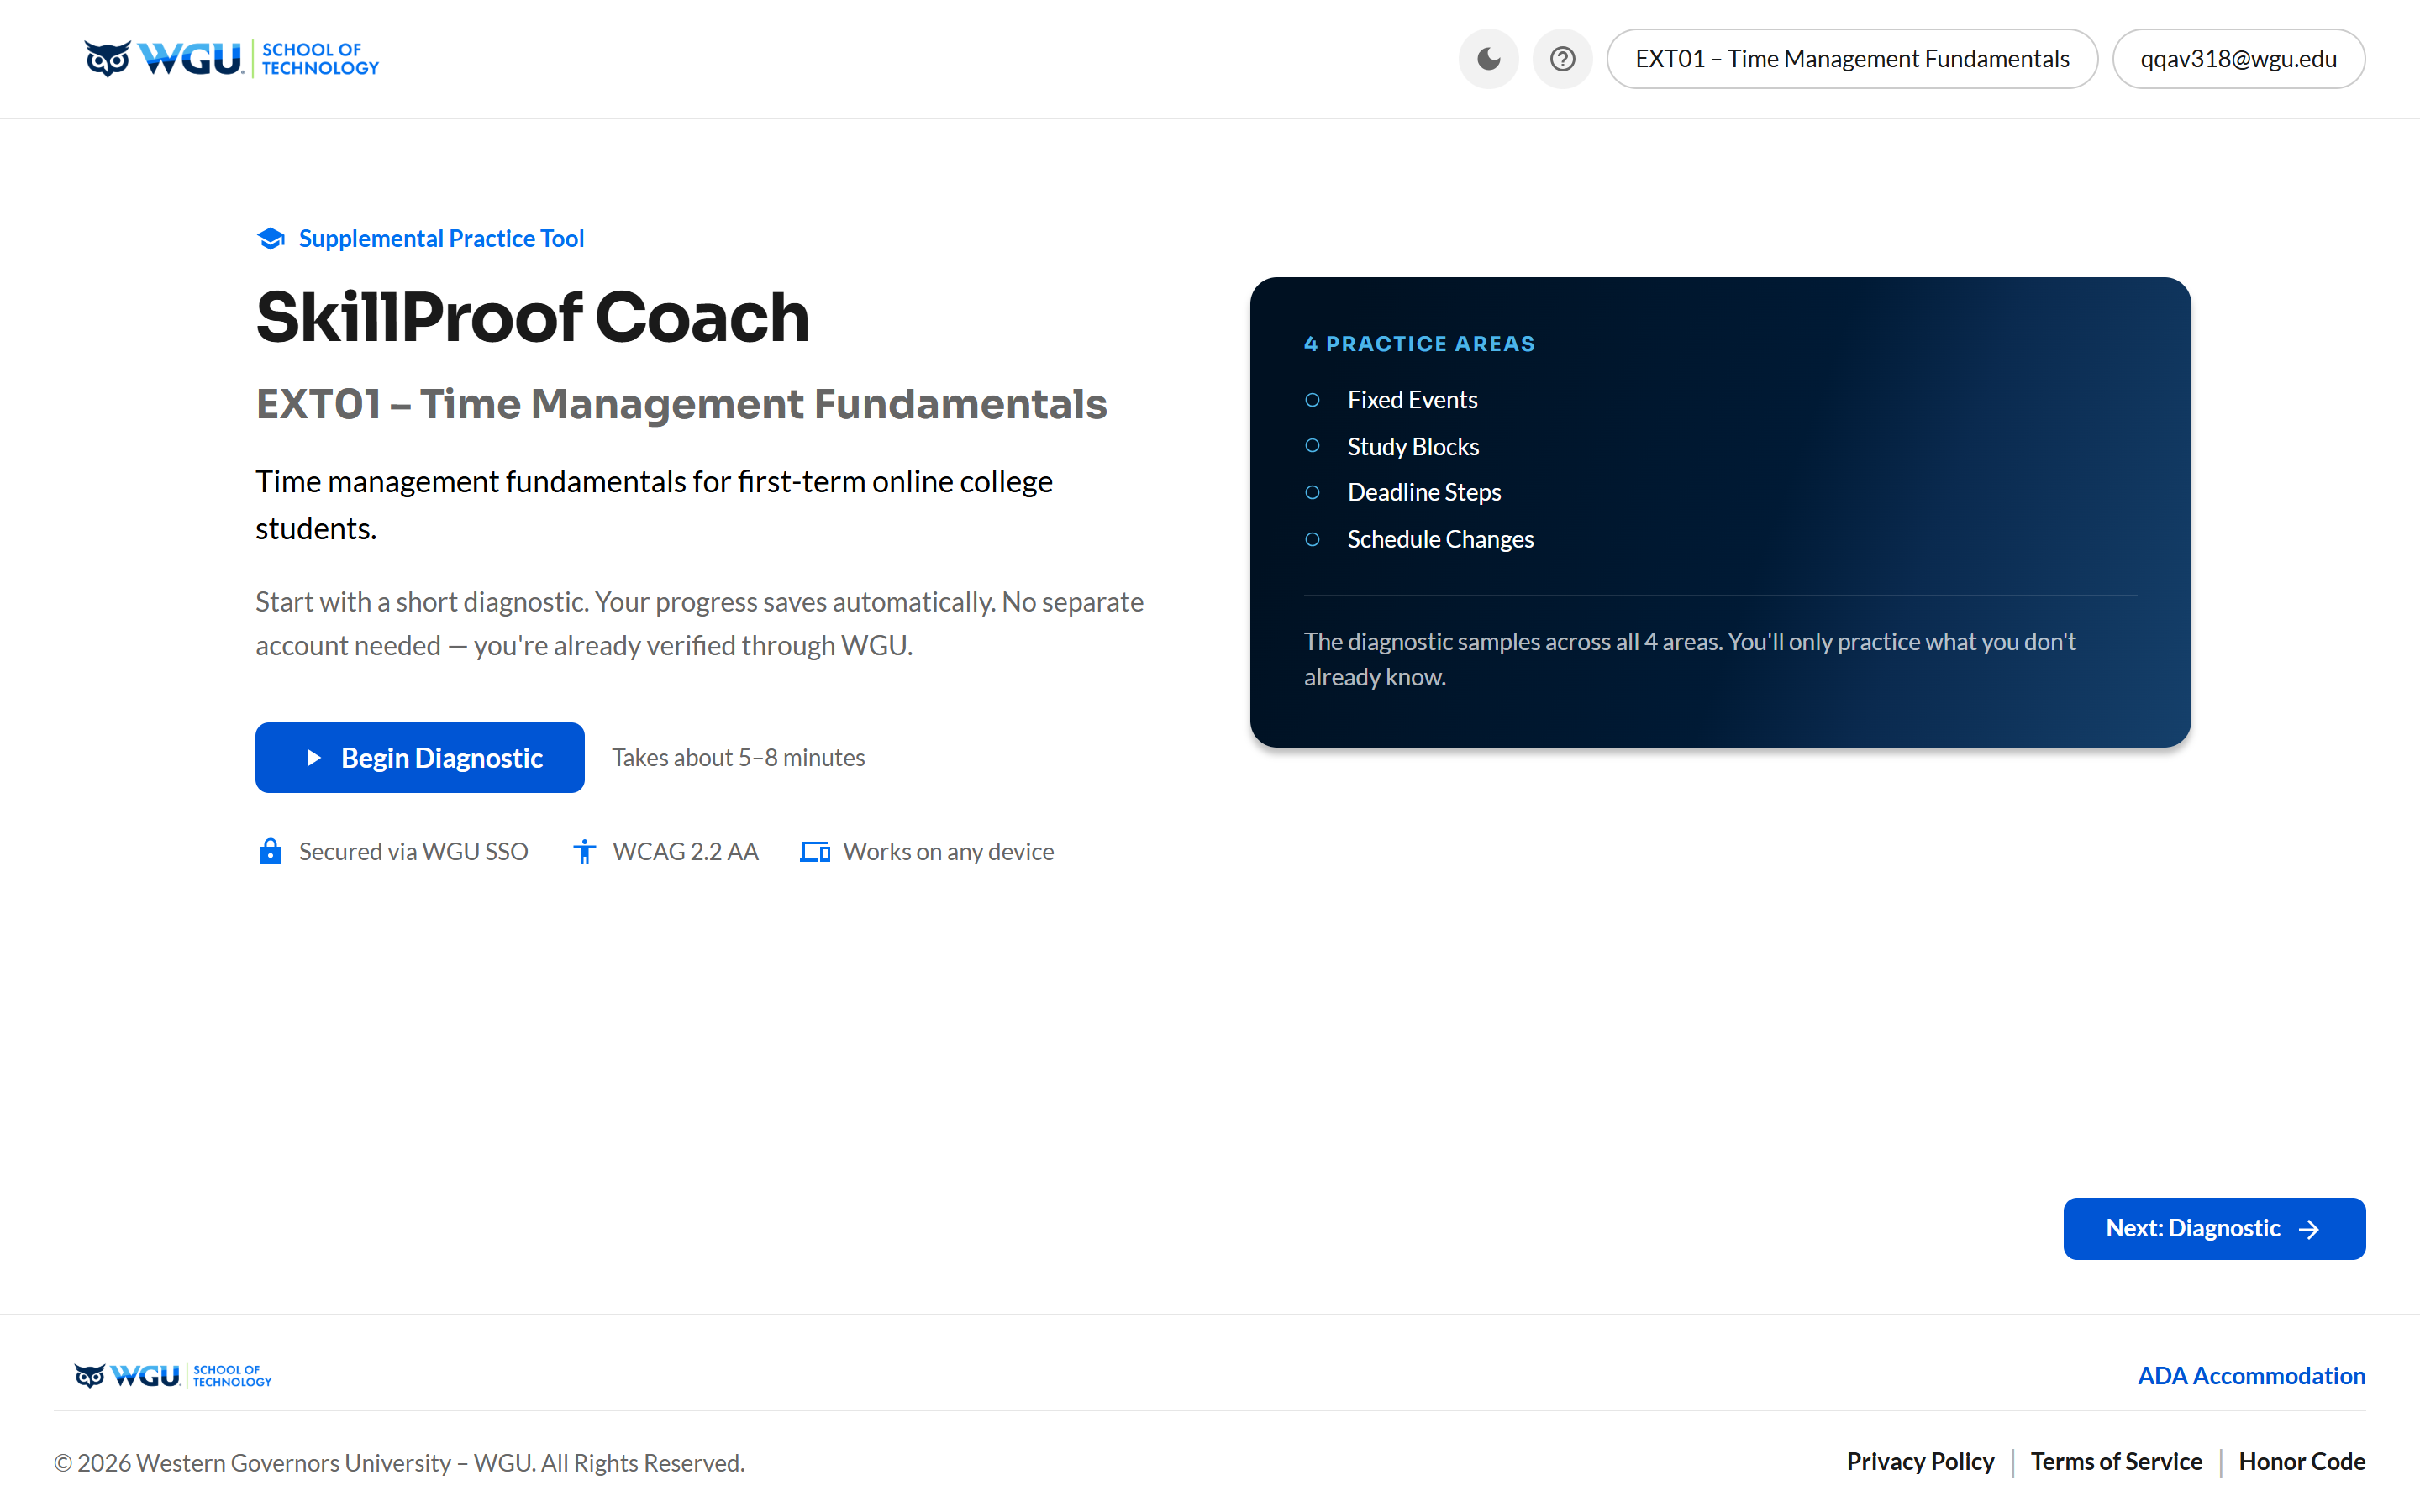 WGU
SCHOOL OF
TECHNOLOGY
EXT01 – Time Management Fundamentals
qqav318@wgu.edu
Supplemental Practice Tool
SkillProof Coach
EXT01 – Time Management Fundamentals
Time management fundamentals for first-term online college
students.
Start with a short diagnostic. Your progress saves automatically. No separate
account needed — you're already verified through WGU.
Begin Diagnostic
Takes about 5–8 minutes
Secured via WGU SSO
WCAG 2.2 AA
Works on any device
4 PRACTICE AREAS
Fixed Events
Study Blocks
Deadline Steps
Schedule Changes
The diagnostic samples across all 4 areas. You'll only practice what you don't
already know.
Next: Diagnostic
WGU
SCHOOL OF
TECHNOLOGY
ADA Accommodation
© 2026 Western Governors University – WGU. All Rights Reserved.
Privacy Policy
Terms of Service
Honor Code